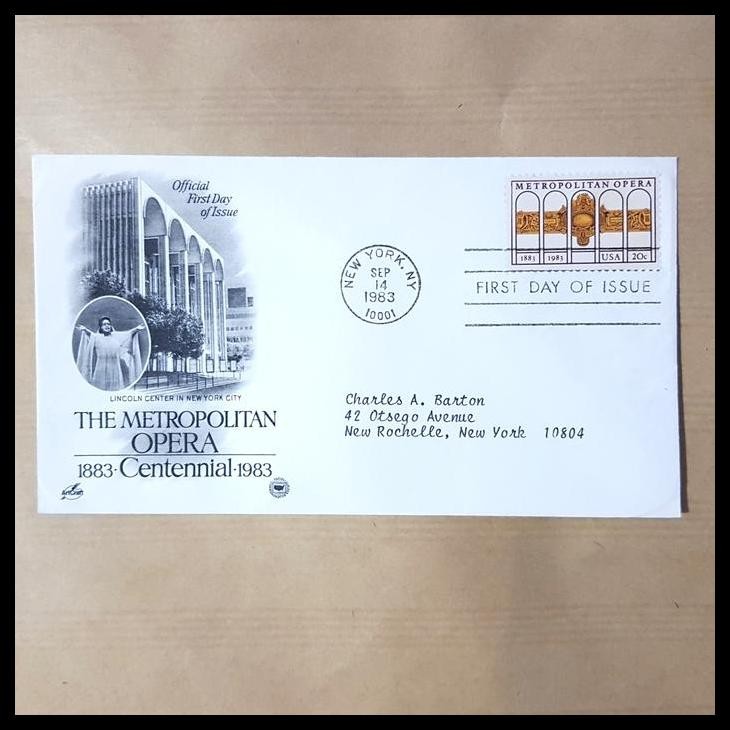 Official
First Day
of Issue
LINCOLN CENTER IN NEW YORK CITY
THE METROPOLITAN
OPERA
1883·Centennial·1983
ArtCraft
NEW YORK, NY
SEP
14
1983
10001
METROPOLITAN OPERA
1883 1983 USA 20c
FIRST DAY OF ISSUE
Charles A. Barton
42 Otsego Avenue
New Rochelle, New York 10804